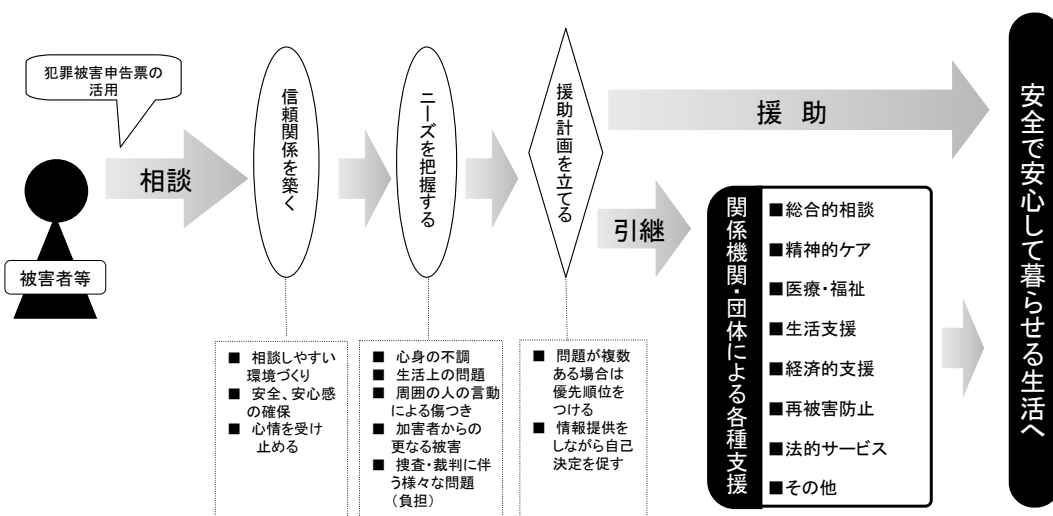 犯罪被害申告票の
活用
相談
被害者等
信頼関係を築く
ニーズを把握する
援助計画を立てる
援 助
引継
■ 相談しやすい
環境づくり
■ 安全、安心感
の確保
■ 心情を受け
止める
■ 心身の不調
■ 生活上の問題
■ 周囲の人の言動
による傷つき
■ 加害者からの
更なる被害
■ 捜査・裁判に伴
う様々な問題
（負担）
■ 問題が複数
ある場合は
優先順位を
つける
■ 情報提供を
しながら自己
決定を促す
関係機関・団体による各種支援
■総合的相談
■精神的ケア
■医療・福祉
■生活支援
■経済的支援
■再被害防止
■法的サービス
■その他
安全で安心して暮らせる生活へ